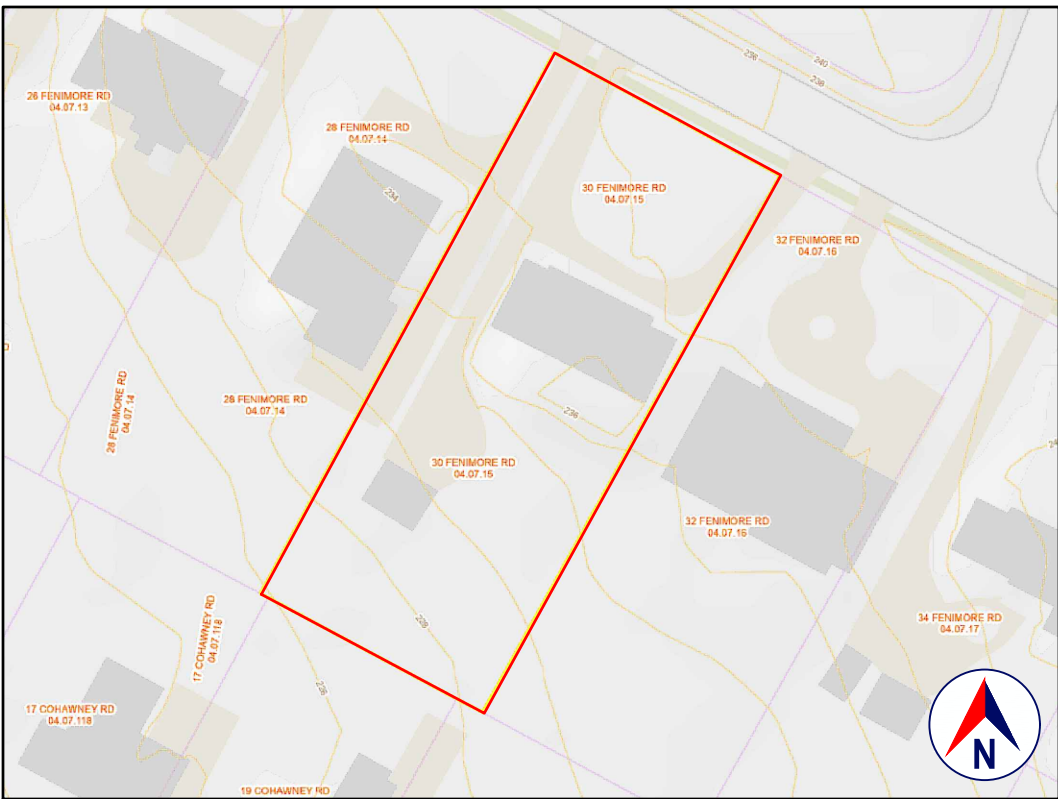 238
240
238
26 FENIMORE RD
04.07.13
28 FENIMORE RD
04.07.14
234
30 FENIMORE RD
04.07.15
32 FENIMORE RD
04.07.16
28 FENIMORE RD
04.07.14
28 FENIMORE RD
04.07.14
236
30 FENIMORE RD
04.07.15
32 FENIMORE RD
04.07.16
17 COHAWNEY RD
04.07.118
228
34 FENIMORE RD
04.07.17
226
17 COHAWNEY RD
04.07.118
19 COHAWNEY RD
N